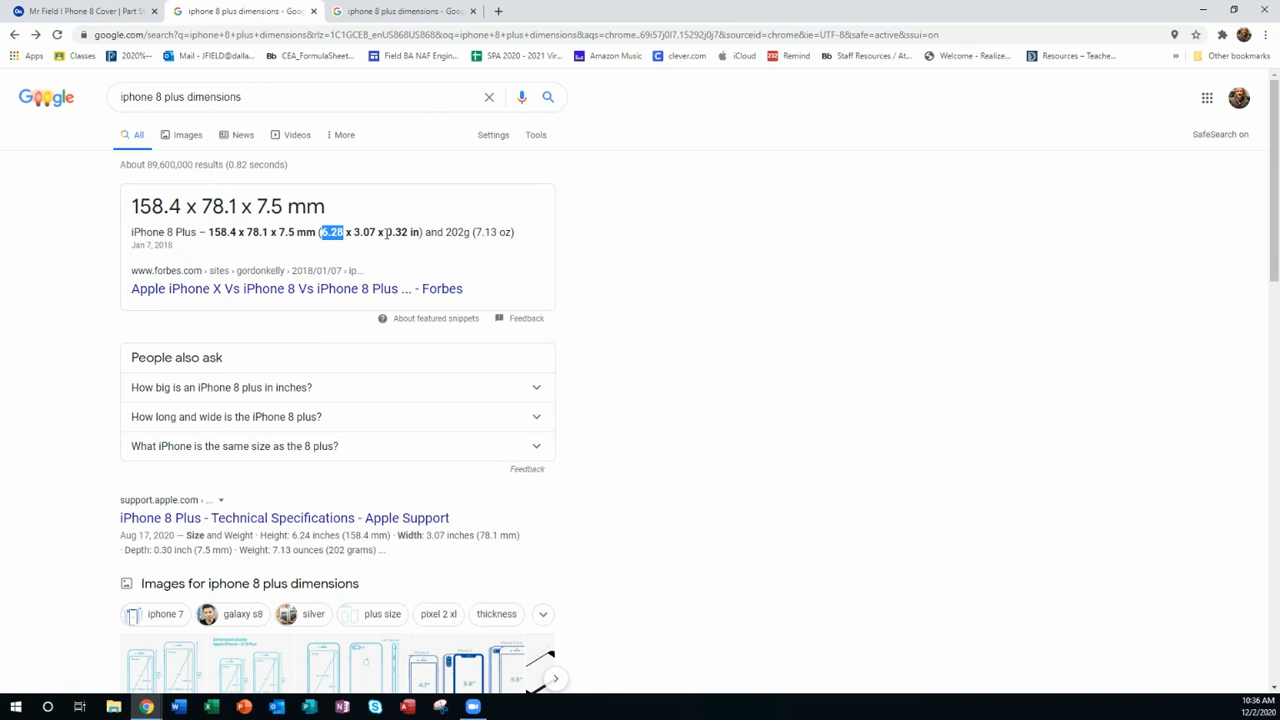 Mr Field I Phone 8 Cover | Part St
iphone 8 plus dimensions - Goo
iphone 8 plus dimensions - Goo
google.com/search?q=iphone+8+plus+dimensions&rlz=1C1GCEB_enUS868US868&oq=iphone+8+plus+dimensions&aqs=chrome..69i57j0l7.15292j0j7&sourceid=chrome&ie=UTF-8&safe=active&ssui=on
Apps Classes 2020%-- Mail - JFIELD@dalla... Bb CEA_FormulaSheet... Field BA NAF Engin... SPA 2020 - 2021 Vir... Amazon Music clever.com iCloud 232 Remind Bb Staff Resources / At... Welcome - Realize... Resources – Teache... » Other bookmarks
Google iphone 8 plus dimensions
All Images News Videos More Settings Tools SafeSearch on
About 89,600,000 results (0.82 seconds)
158.4 x 78.1 x 7.5 mm
iPhone 8 Plus – 158.4 x 78.1 x 7.5 mm (6.28 x 3.07 x 0.32 in) and 202g (7.13 oz)
Jan 7, 2018
www.forbes.com › sites › gordonkelly › 2018/01/07 › ip...
Apple iPhone X Vs iPhone 8 Vs iPhone 8 Plus ... - Forbes
About featured snippets Feedback
People also ask
How big is an iPhone 8 plus in inches?
How long and wide is the iPhone 8 plus?
What iPhone is the same size as the 8 plus?
Feedback
support.apple.com › ...
iPhone 8 Plus - Technical Specifications - Apple Support
Aug 17, 2020 — Size and Weight · Height: 6.24 inches (158.4 mm) · Width: 3.07 inches (78.1 mm)
· Depth: 0.30 inch (7.5 mm) · Weight: 7.13 ounces (202 grams) ...
Images for iphone 8 plus dimensions
iphone 7 galaxy s8 silver plus size pixel 2 xl thickness
4.7" 5.8" 5.5"
10:36 AM
12/2/2020